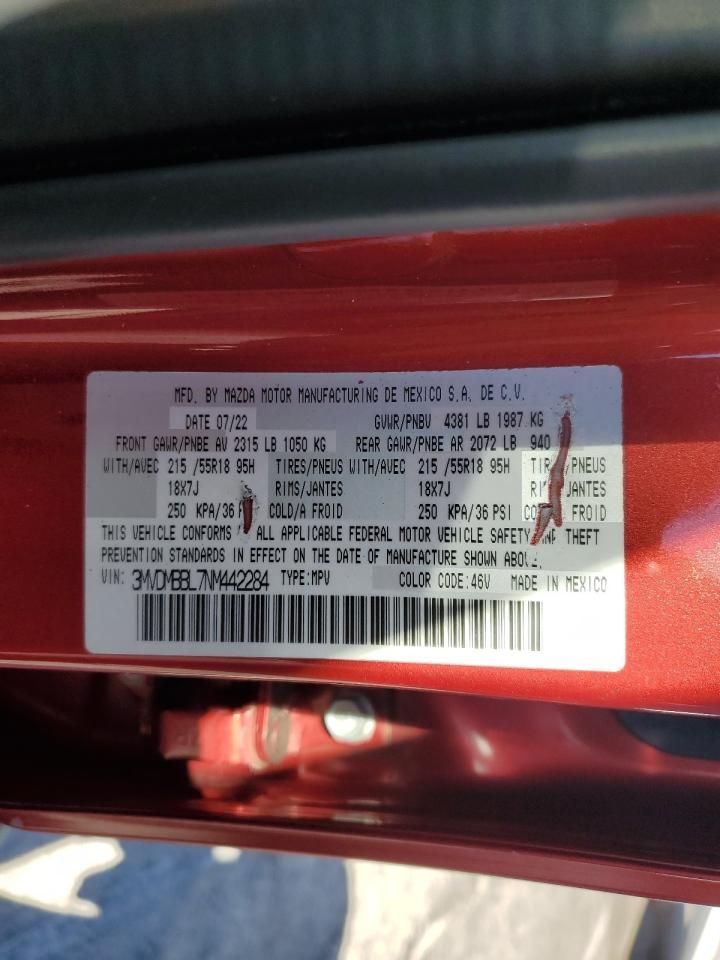 MFD. BY MAZDA MOTOR MANUFACTURING DE MEXICO S.A. DE C.V.
DATE 07/22 GVWR/PNBV 4381 LB 1987 KG
FRONT GAWR/PNBE AV 2315 LB 1050 KG REAR GAWR/PNBE AR 2072 LB 940
WITH/AVEC 215 /55R18 95H TIRES/PNEUS WITH/AVEC 215 /55R18 95H TIRES/PNEUS
18X7J RIMS/JANTES 18X7J RIMS/JANTES
250 KPA/36 COLD/A FROID 250 KPA/36 PSI COLD/A FROID
THIS VEHICLE CONFORMS ALL APPLICABLE FEDERAL MOTOR VEHICLE SAFETY AND THEFT
PREVENTION STANDARDS IN EFFECT ON THE DATE OF MANUFACTURE SHOWN ABOVE.
VIN: 3MVDMBBL7NM442284 TYPE:MPV COLOR CODE:46V MADE IN MEXICO